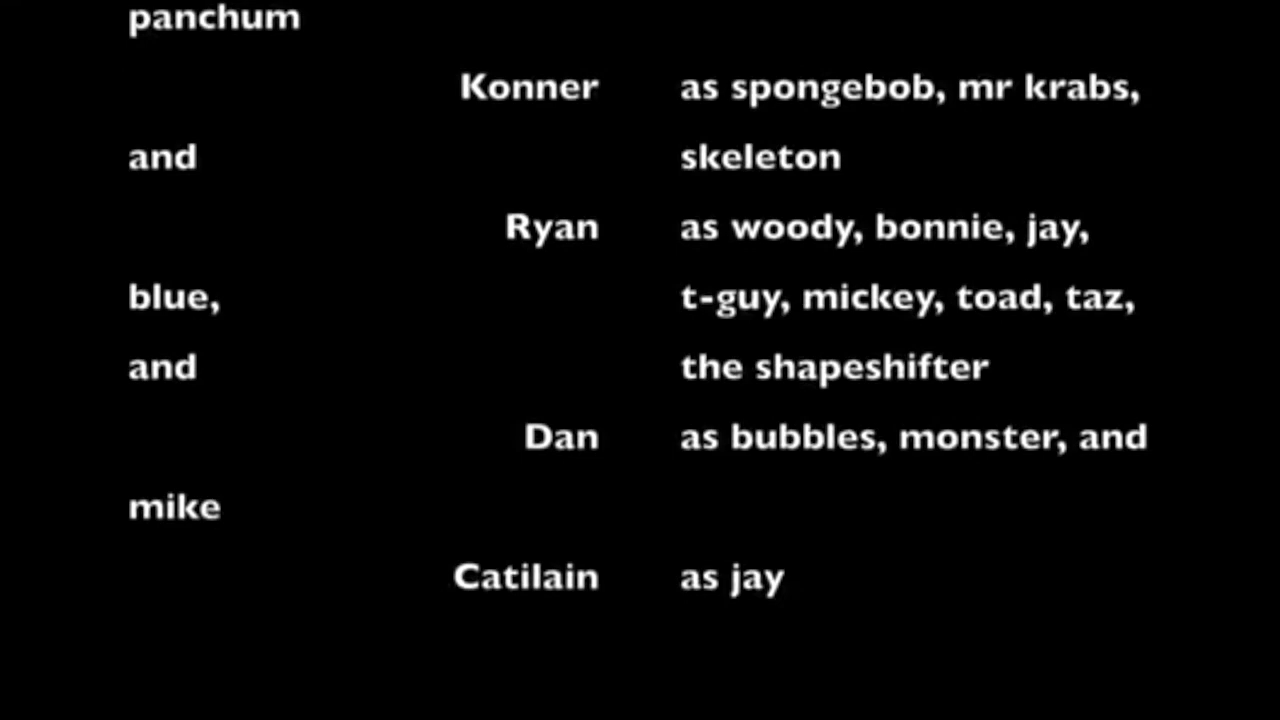 panchum
Konner as spongebob, mr krabs,
and skeleton
Ryan as woody, bonnie, jay,
blue, t-guy, mickey, toad, taz,
and the shapeshifter
Dan as bubbles, monster, and
mike
Catilain as jay